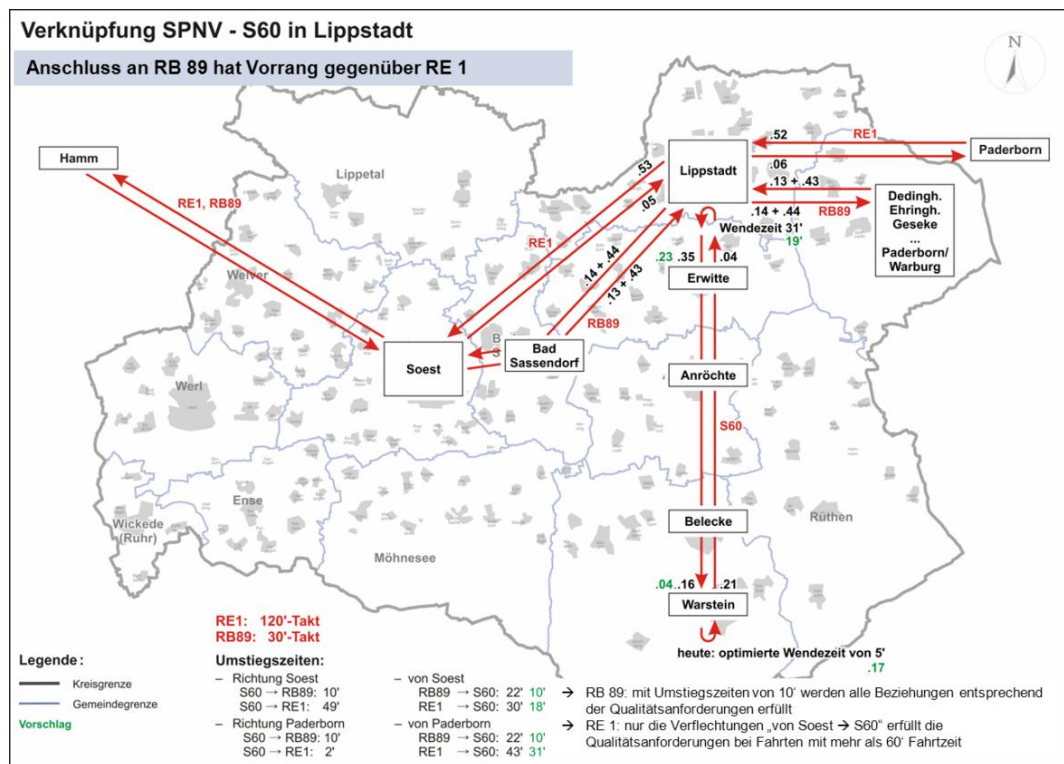 Verknüpfung SPNV - S60 in Lippstadt
Anschluss an RB 89 hat Vorrang gegenüber RE 1
N
Hamm
Lippetal
RE1, RB89
Welver
Werl
Soest
Ense
Wickede
(Ruhr)
Möhnesee
Rüthen
.53
.05
RE1
.14 + .44
.13 + .43
RB89
Bad
Sassendorf
Lippstadt
.52
RE1
.06
Paderborn
.13 + .43
.14 + .44
RB89
Dedingh.
Ehringh.
Geseke
...
Paderborn/
Warburg
Wendezeit 31'
19'
.23 .35 .04
Erwitte
Anröchte
S60
Belecke
.04 .16 .21
Warstein
heute: optimierte Wendezeit von 5'
.17
RE1: 120'-Takt
RB89: 30'-Takt
Legende:
Kreisgrenze
Gemeindegrenze
Vorschlag
Umstiegszeiten:
– Richtung Soest
S60 → RB89: 10'
S60 → RE1: 49'
– Richtung Paderborn
S60 → RB89: 10'
S60 → RE1: 2'
– von Soest
RB89 → S60: 22' 10'
RE1 → S60: 30' 18'
– von Paderborn
RB89 → S60: 22' 10'
RE1 → S60: 43' 31'
→ RB 89: mit Umstiegszeiten von 10' werden alle Beziehungen entsprechend
der Qualitätsanforderungen erfüllt
→ RE 1: nur die Verflechtungen „von Soest → S60“ erfüllt die
Qualitätsanforderungen bei Fahrten mit mehr als 60' Fahrtzeit